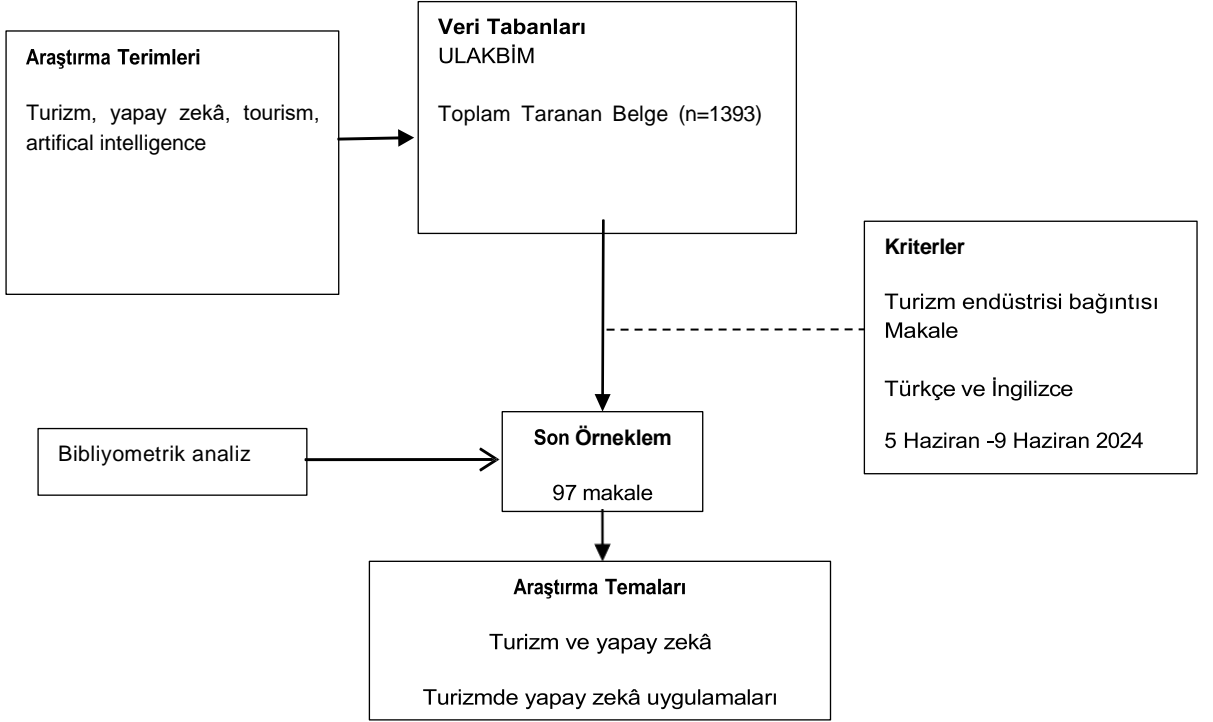 Araştırma Terimleri
Turizm, yapay zekâ, tourism,
artifical intelligence
Veri Tabanları
ULAKBİM
Toplam Taranan Belge (n=1393)
Kriterler
Turizm endüstrisi bağıntısı
Makale
Türkçe ve İngilizce
5 Haziran -9 Haziran 2024
Bibliyometrik analiz
Son Örneklem
97 makale
Araştırma Temaları
Turizm ve yapay zekâ
Turizmde yapay zekâ uygulamaları